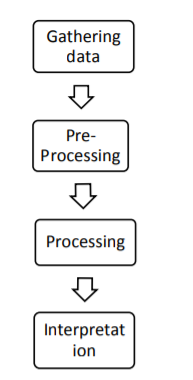 Gathering
data
Pre-
Processing
Processing
Interpretat
ion